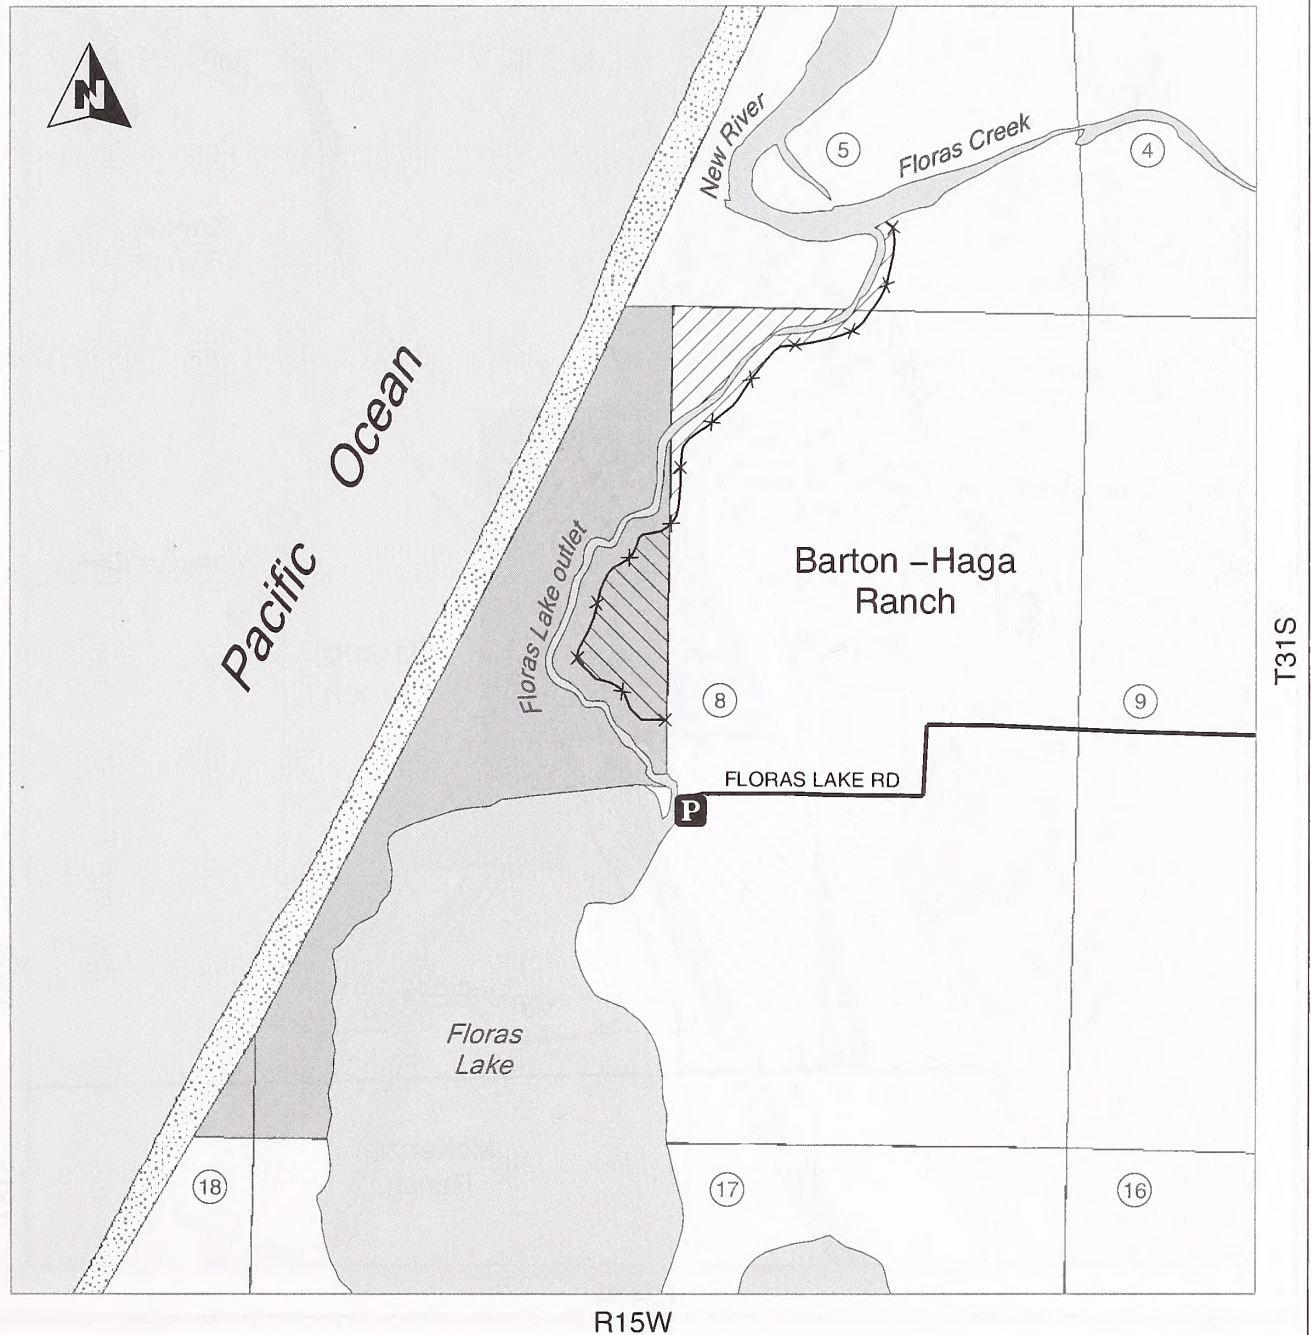 N
New River
5
Floras Creek
4
Pacific Ocean
Floras Lake outlet
Barton –Haga
Ranch
T31S
8
9
FLORAS LAKE RD
P
Floras
Lake
18
17
16
R15W